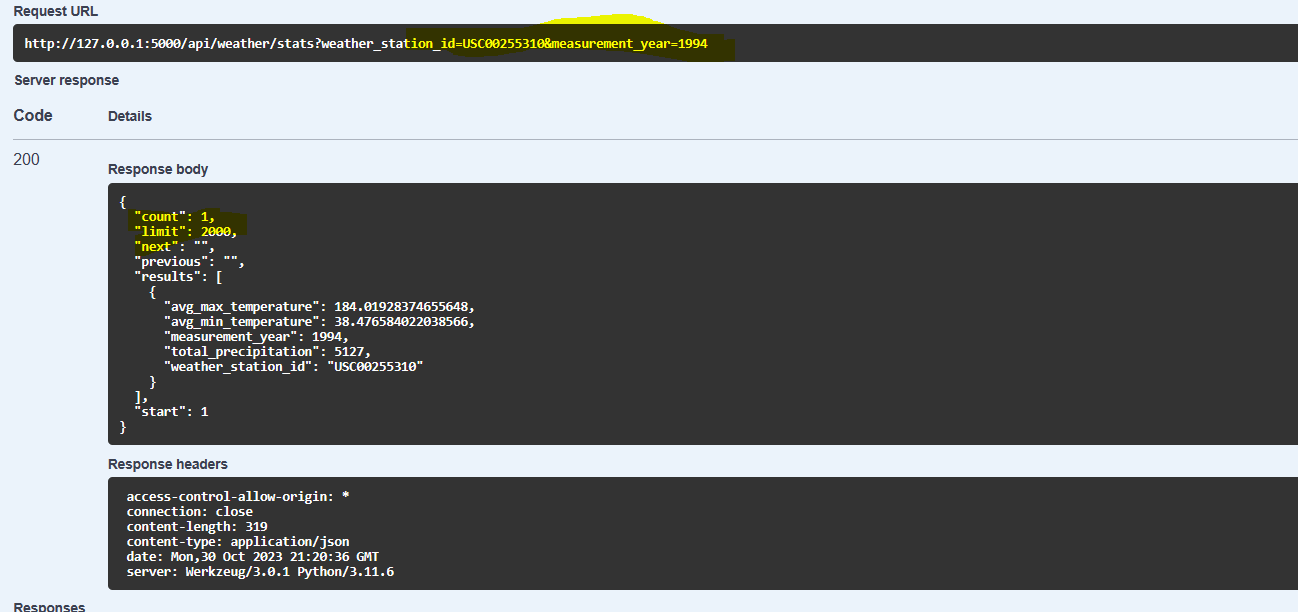 Request URL
http://127.0.0.1:5000/api/weather/stats?weather_station_id=USC00255310&measurement_year=1994
Server response
Code Details
200
Response body
{
"count": 1,
"limit": 2000,
"next": "",
"previous": "",
"results": [
{
"avg_max_temperature": 184.01928374655648,
"avg_min_temperature": 38.476584022038566,
"measurement_year": 1994,
"total_precipitation": 5127,
"weather_station_id": "USC00255310"
}
],
"start": 1
}
Response headers
access-control-allow-origin: *
connection: close
content-length: 319
content-type: application/json
date: Mon,30 Oct 2023 21:20:36 GMT
server: Werkzeug/3.0.1 Python/3.11.6
Responses